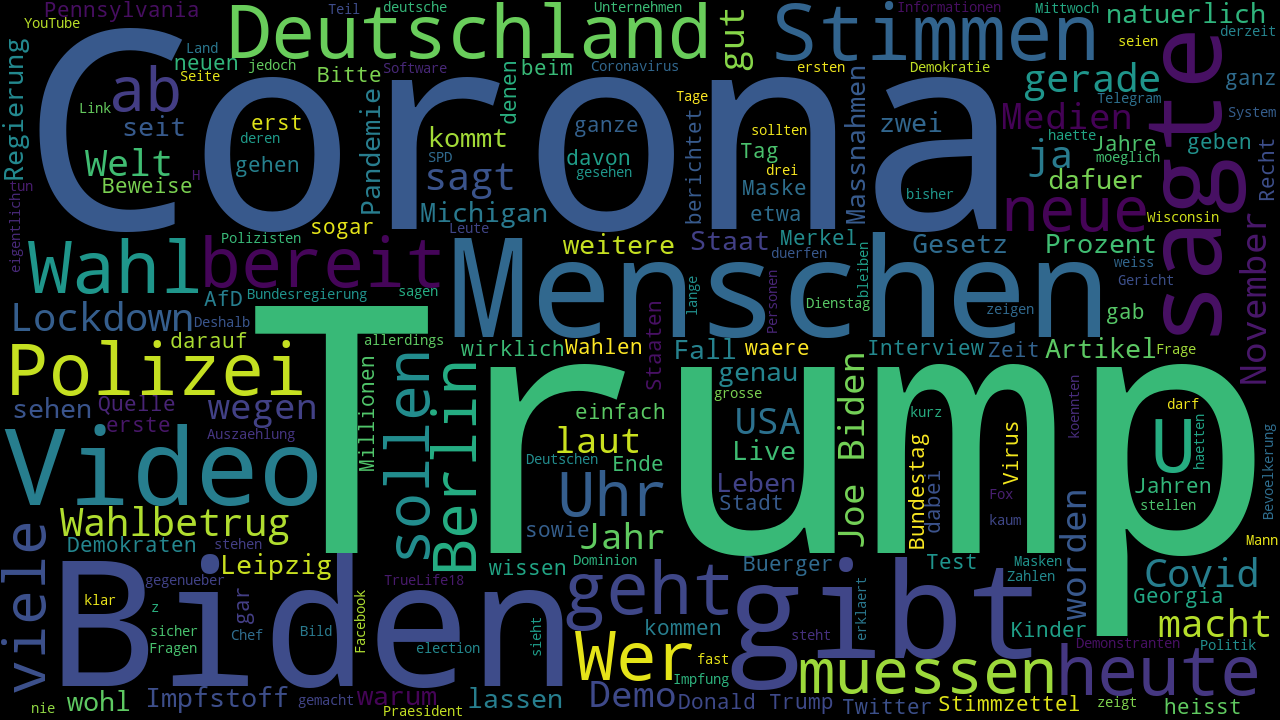 Pennsylvania
Teil
deutsche
Unternehmen
Informationen
Mittwoch
natuerlich
YouTube
Deutschland
Stimmen
gut
seien
derzeit
Land
neuen
Seite
jedoch
Bitte
Software
denen
beim
Coronavirus
ersten
Demokratie
gerade
ganz
sagte
Regierung
Corona
ab
Link
seit
erst
deren
gehen
Pandemie
kommt
SPD
sagt
ganze
davon
gesehen
Tage
sollten
Tag
drei
Maske
etwa
berichtet
Massnahmen
zwei
bisher
Medien
Telegram
System
haette
Jahre
moeglich
geben
ja
dafuer
Recht
Welt
Beweise
H
tun
eigentlich
sogar
Michigan
Leute
neue
Wisconsin
Wahl
bereit
Polizisten
Menschen
weitere
Staat
Merkel
duerfen
Gesetz
Prozent
weiss
Gericht
November
AfD
Bundesregierung
sagen
lange
Personen
Dienstag
bleiben
zeigen
gab
Lockdown
Deshalb
darauf
allerdings
Trump
wirklich
Wahlen
Staaten
Fall
waere
Interview
Zeit
Artikel
Frage
Polizei
Millionen
sollen
Berlin
genau
grosse
Joe Biden
sehen
Quelle
erste
wegen
Auszaehlung
einfach
USA
kurz
koennten
darf
U
haetten
Video
laut
Live
Bundestag
Virus
Deutschen
Ende
Leben
Stadt
dabei
Fox
kaum
Jahren
stellen
Bevoelkerung
Uhr
Wahlbetrug
sowie
Jahr
Mann
Demokraten
stehen
viele
Leipzig
wissen
Dominion
Buerger
Test
Masken
Zahlen
worden
Covid
Georgia
gegenueber
TrueLife18
Biden
geht
gibt
klar
z
sicher
Fragen
gar
Chef
Bild
Facebook
election
sieht
kommen
steht
erklaert
Kinder
macht
Demonstranten
Politik
Wer
fast
Impfung
muessen
heute
nie
wohl
Impfstoff
gemacht
warum
Praesident
lassen
Demo
Donald Trump
Twitter
Stimmzettel
zeigt
heisst